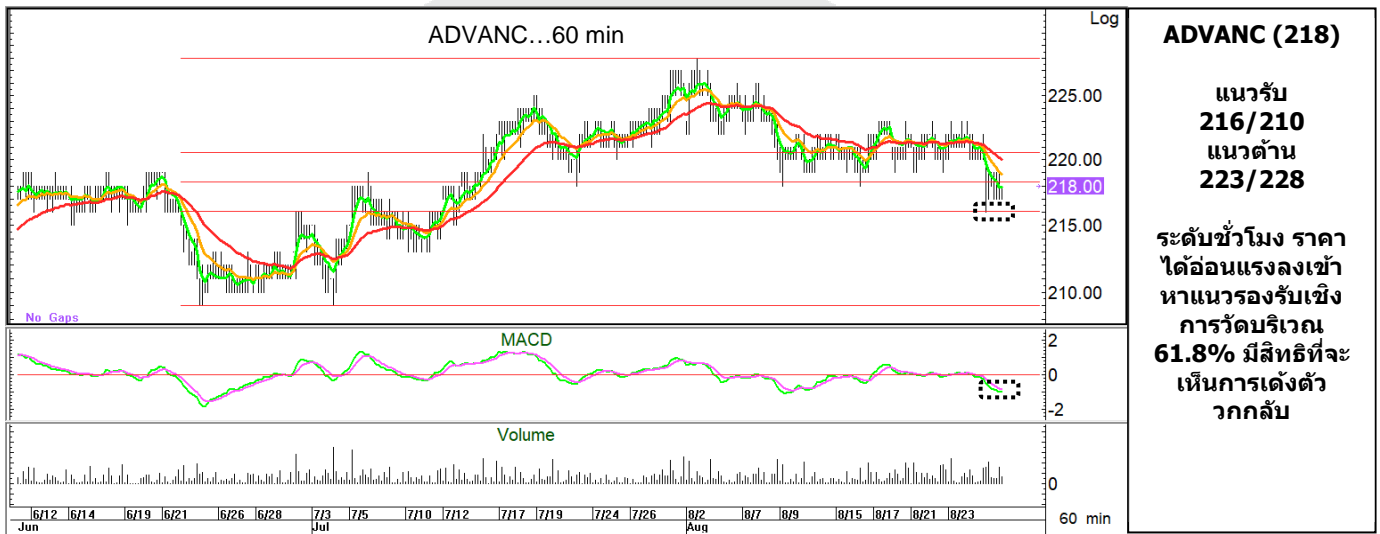 ADVANC...60 min
Log
225.00
220.00
218.00
215.00
210.00
No Gaps
MACD
2
0
-2
Volume
0
6/12 6/14 6/19 6/21 6/26 6/28 7/3 7/5 7/10 7/12 7/17 7/19 7/24 7/26 8/2 8/7 8/9 8/15 8/17 8/21 8/23
Jun Jul Aug
60 min
ADVANC (218)
แนวรับ
216/210
แนวต้าน
223/228
ระดับชั่วโมง ราคา
ได้อ่อนแรงลงเข้า
หาแนวรองรับเชิง
การวัดบริเวณ
61.8% มีสิทธิที่จะ
เห็นการเด้งตัว
วกกลับ